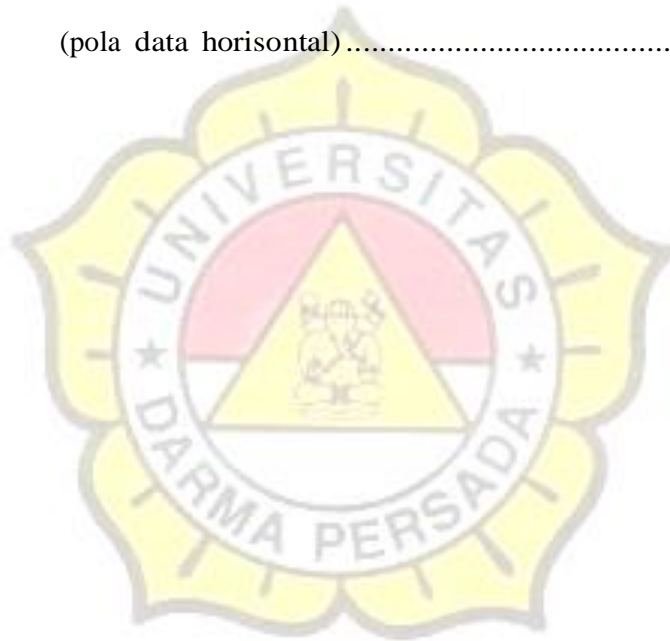 (pola data horisontal)....................................
UNIVERSITAS
★ DARMA PERSADA ★